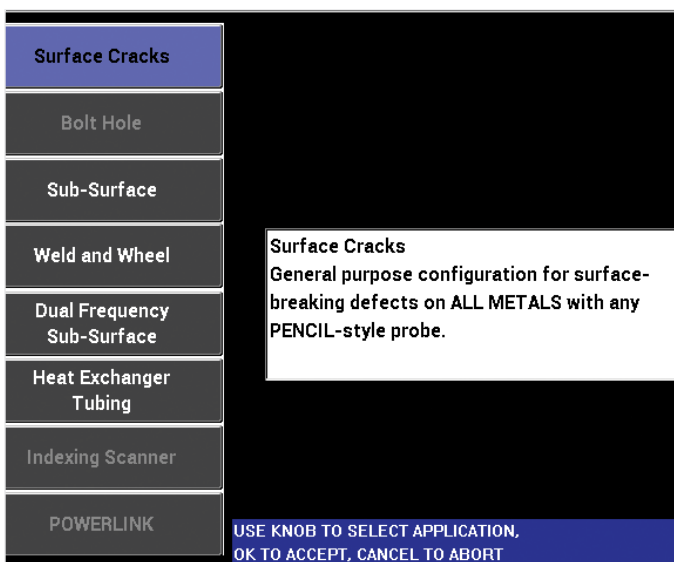 Surface Cracks
Bolt Hole
Sub-Surface
Weld and Wheel
Dual Frequency
Sub-Surface
Heat Exchanger
Tubing
Indexing Scanner
POWERLINK
Surface Cracks
General purpose configuration for surface-
breaking defects on ALL METALS with any
PENCIL-style probe.
USE KNOB TO SELECT APPLICATION,
OK TO ACCEPT, CANCEL TO ABORT